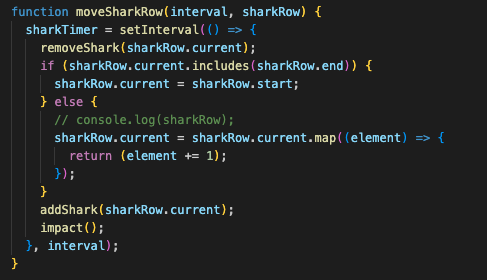 function moveSharkRow(interval, sharkRow) {
  sharkTimer = setInterval(() => {
    removeShark(sharkRow.current);
    if (sharkRow.current.includes(sharkRow.end)) {
      sharkRow.current = sharkRow.start;
    } else {
      // console.log(sharkRow);
      sharkRow.current = sharkRow.current.map((element) => {
        return (element += 1);
      });
    }
    addShark(sharkRow.current);
    impact();
  }, interval);
}